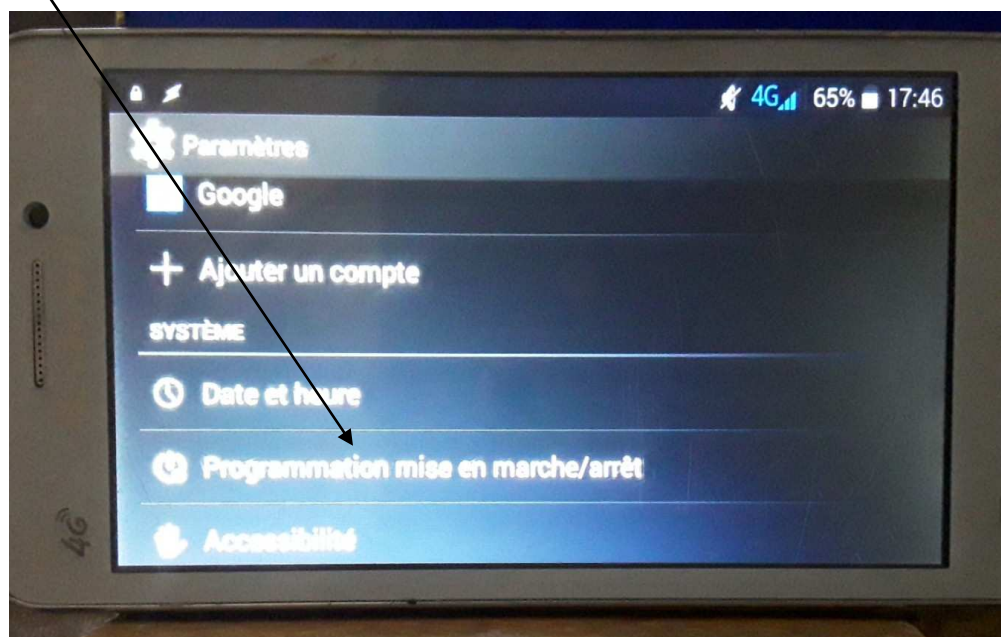 4G 65% 17:46
Paramètres
Google
Ajouter un compte
SYSTÈME
Date et heure
Programmation mise en marche/arrêt
Accessibilité
4G